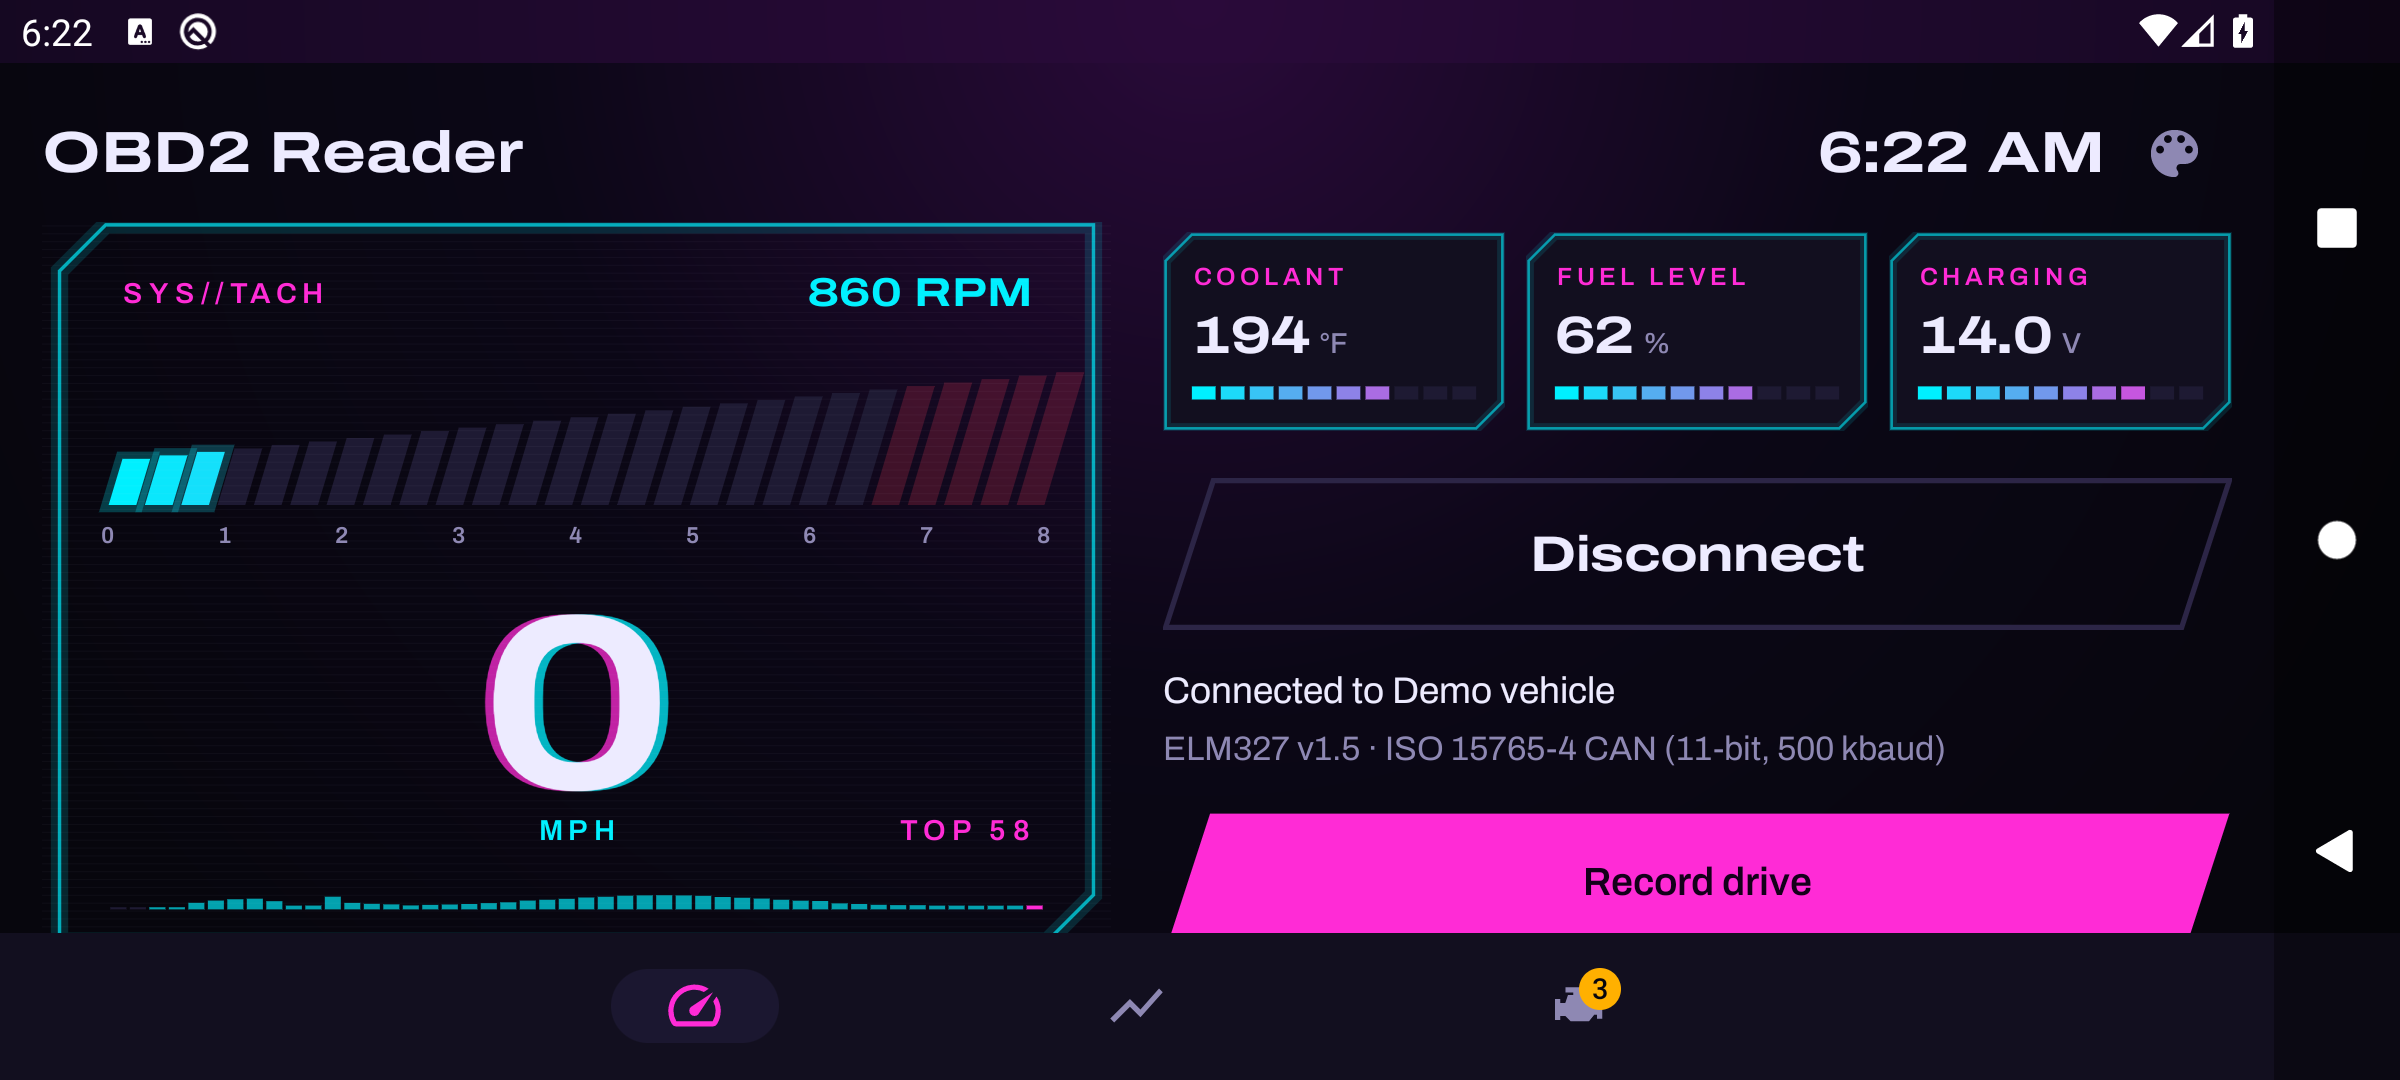 6:22
OBD2 Reader
6:22 AM
SYS//TACH
860 RPM
0 1 2 3 4 5 6 7 8
0
MPH
TOP 58
COOLANT
194 °F
FUEL LEVEL
62 %
CHARGING
14.0 V
Disconnect
Connected to Demo vehicle
ELM327 v1.5 · ISO 15765-4 CAN (11-bit, 500 kbaud)
Record drive
3